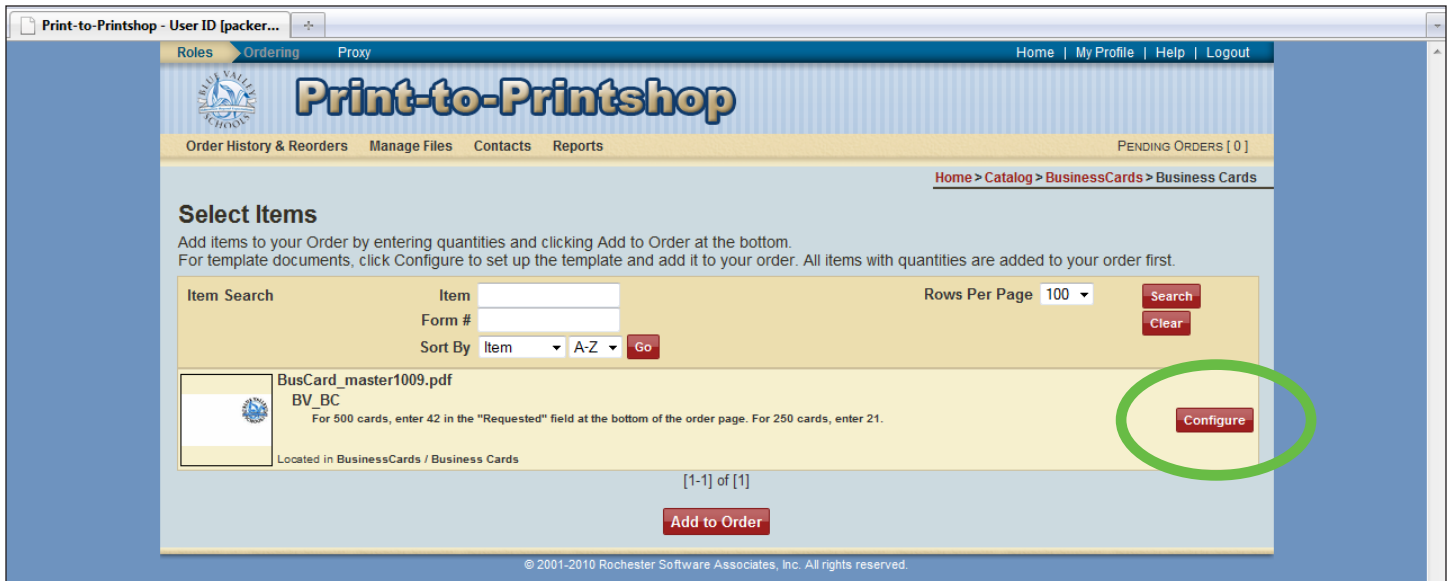 Print-to-Printshop - User ID [packer...
Roles Ordering Proxy Home | My Profile | Help | Logout
BLUE VALLEY SCHOOLS
Print-to-Printshop
Order History & Reorders Manage Files Contacts Reports PENDING ORDERS [ 0 ]
Home > Catalog > BusinessCards > Business Cards
Select Items
Add items to your Order by entering quantities and clicking Add to Order at the bottom.
For template documents, click Configure to set up the template and add it to your order. All items with quantities are added to your order first.
Item Search Item Rows Per Page 100 Search
Form # Clear
Sort By Item A-Z Go
BusCard_master1009.pdf
BV_BC
For 500 cards, enter 42 in the "Requested" field at the bottom of the order page. For 250 cards, enter 21.
Configure
Located in BusinessCards / Business Cards
[1-1] of [1]
Add to Order
© 2001-2010 Rochester Software Associates, Inc. All rights reserved.